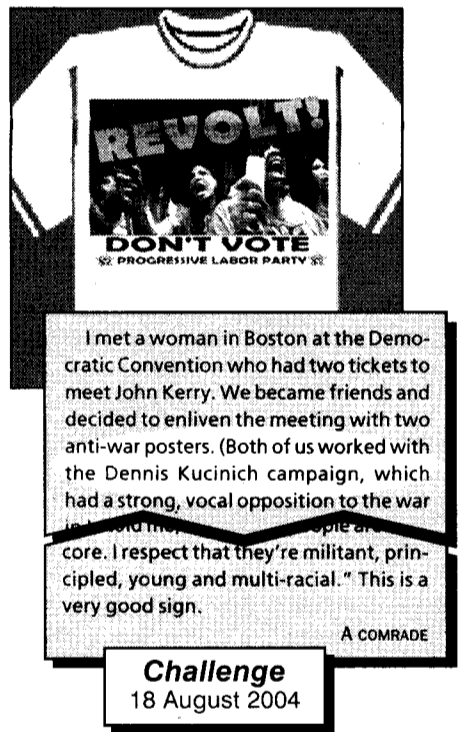 REVOLT!
DON'T VOTE
PROGRESSIVE LABOR PARTY
I met a woman in Boston at the Demo-
cratic Convention who had two tickets to
meet John Kerry. We became friends and
decided to enliven the meeting with two
anti-war posters. (Both of us worked with
the Dennis Kucinich campaign, which
had a strong, vocal opposition to the war
core. I respect that they're militant, prin-
cipled, young and multi-racial." This is a
very good sign.
A COMRADE
Challenge
18 August 2004